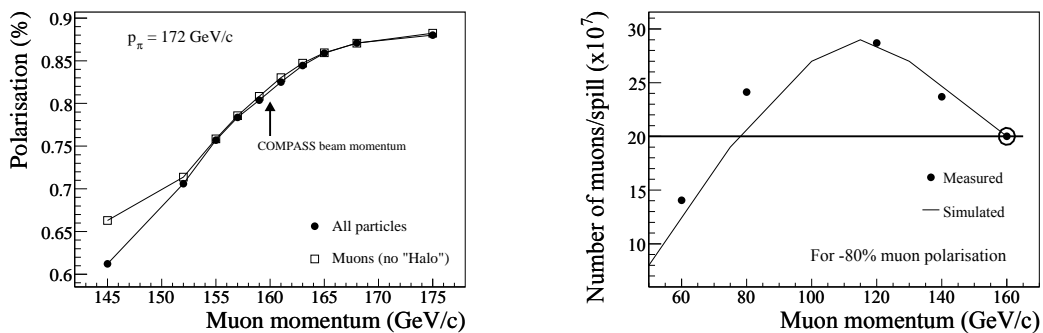 Polarisation (%)
0.9
0.85
0.8
0.75
0.7
0.65
0.6
p_π = 172 GeV/c
COMPASS beam momentum
All particles
Muons (no "Halo")
145 150 155 160 165 170 175
Muon momentum (GeV/c)
Number of muons/spill (x10⁷)
30
25
20
15
10
Measured
Simulated
For -80% muon polarisation
60 80 100 120 140 160
Muon momentum (GeV/c)